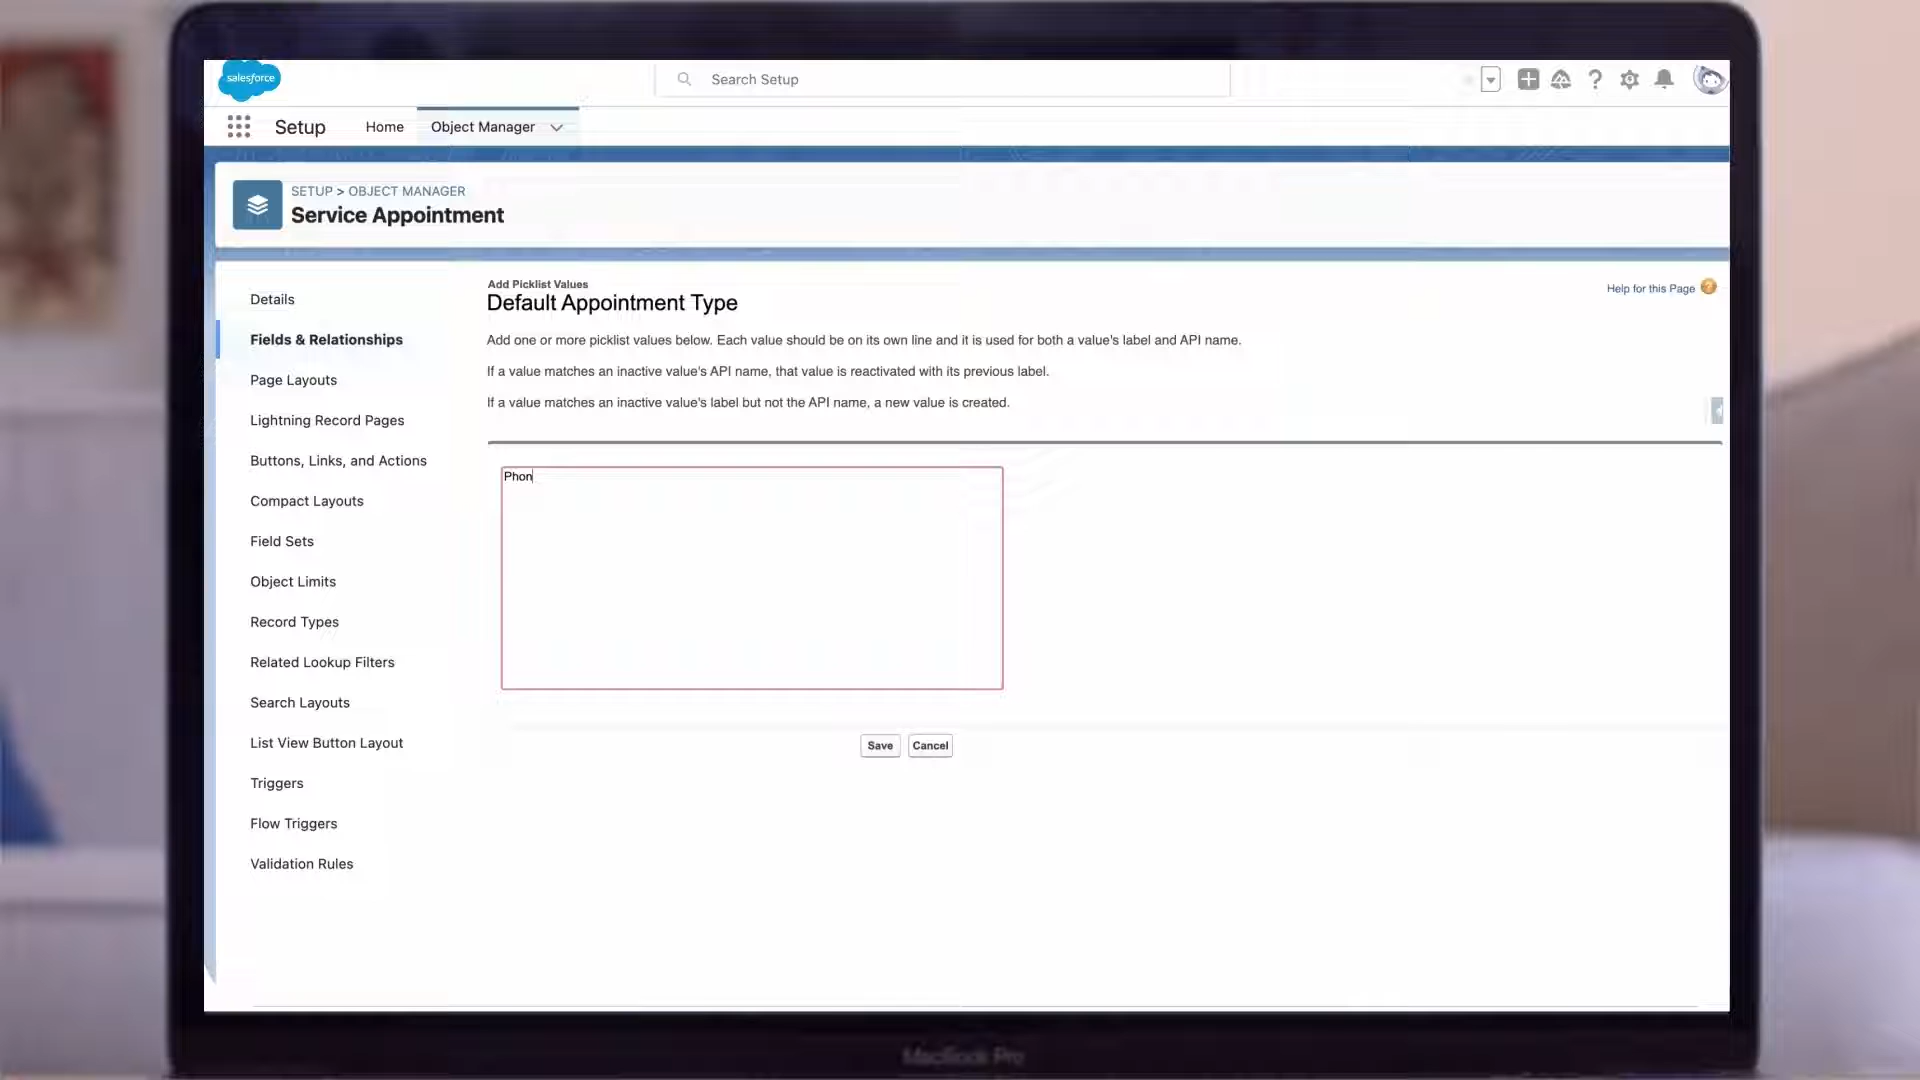 salesforce
Search Setup
Setup
Home
Object Manager
SETUP > OBJECT MANAGER
Service Appointment
Details
Fields & Relationships
Page Layouts
Lightning Record Pages
Buttons, Links, and Actions
Compact Layouts
Field Sets
Object Limits
Record Types
Related Lookup Filters
Search Layouts
List View Button Layout
Triggers
Flow Triggers
Validation Rules
Add Picklist Values
Default Appointment Type
Help for this Page
Add one or more picklist values below. Each value should be on its own line and it is used for both a value's label and API name.
If a value matches an inactive value's API name, that value is reactivated with its previous label.
If a value matches an inactive value's label but not the API name, a new value is created.
Phon
Save
Cancel
MacBook Pro